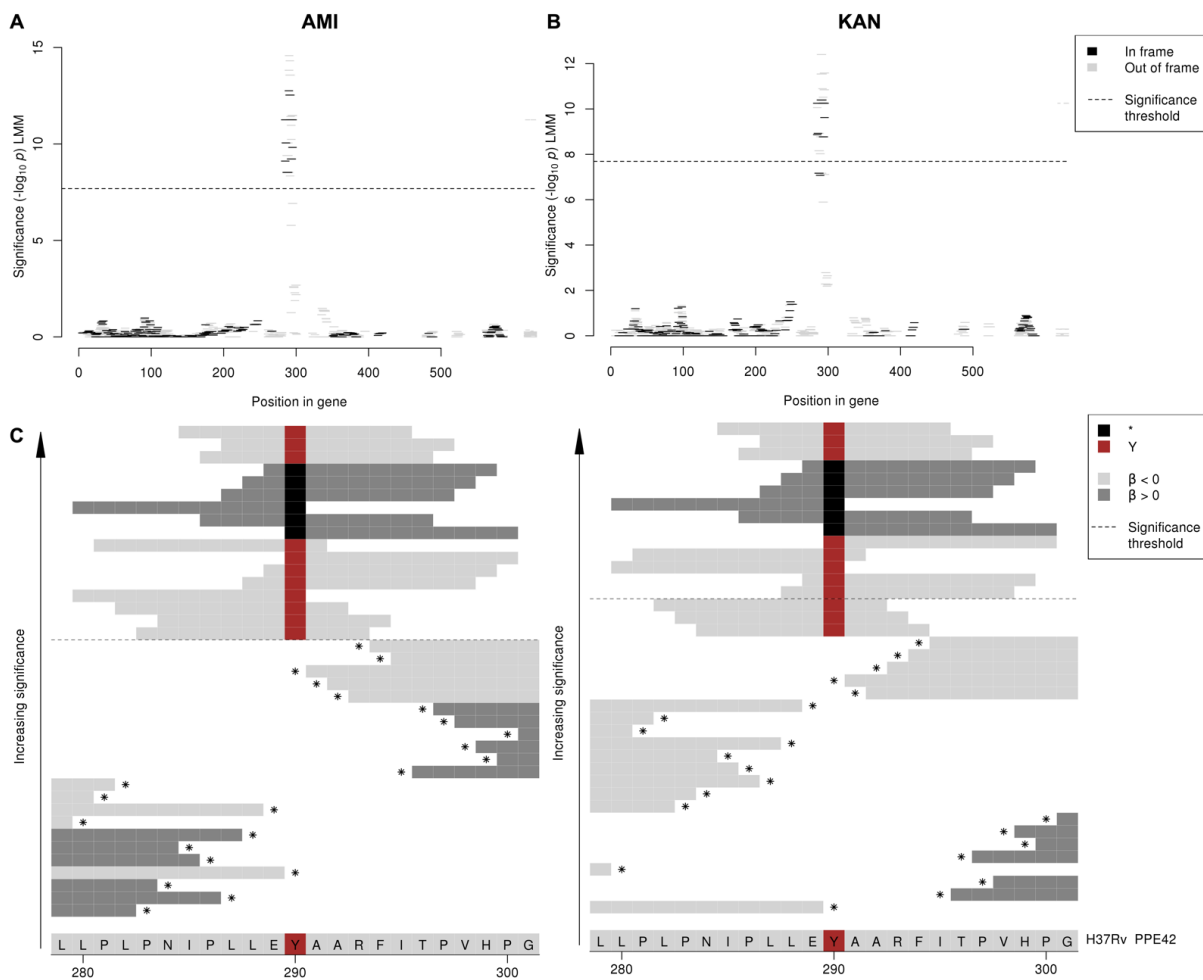 A
AMI
B
KAN
15
10
5
0
Significance (-log10 p) LMM
0 100 200 300 400 500
Position in gene
12
10
8
6
4
2
0
Significance (-log10 p) LMM
0 100 200 300 400 500
Position in gene
In frame
Out of frame
Significance
threshold
C
Increasing significance
Increasing significance
*
Y
β < 0
β > 0
Significance
threshold
L L P L P N I P L L E Y A A R F I T P V H P G
280 290 300
L L P L P N I P L L E Y A A R F I T P V H P G
H37Rv PPE42
280 290 300